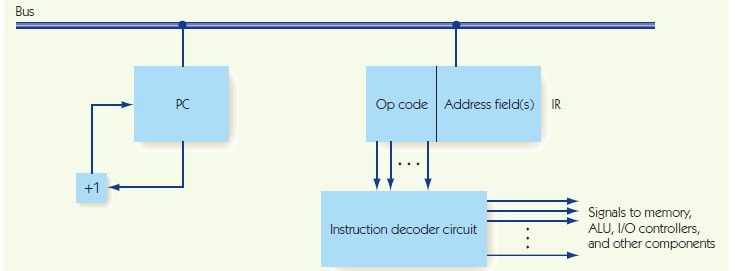 Bus
PC
Op code
Address field(s)
IR
+1
Instruction decoder circuit
Signals to memory,
ALU, I/O controllers,
and other components